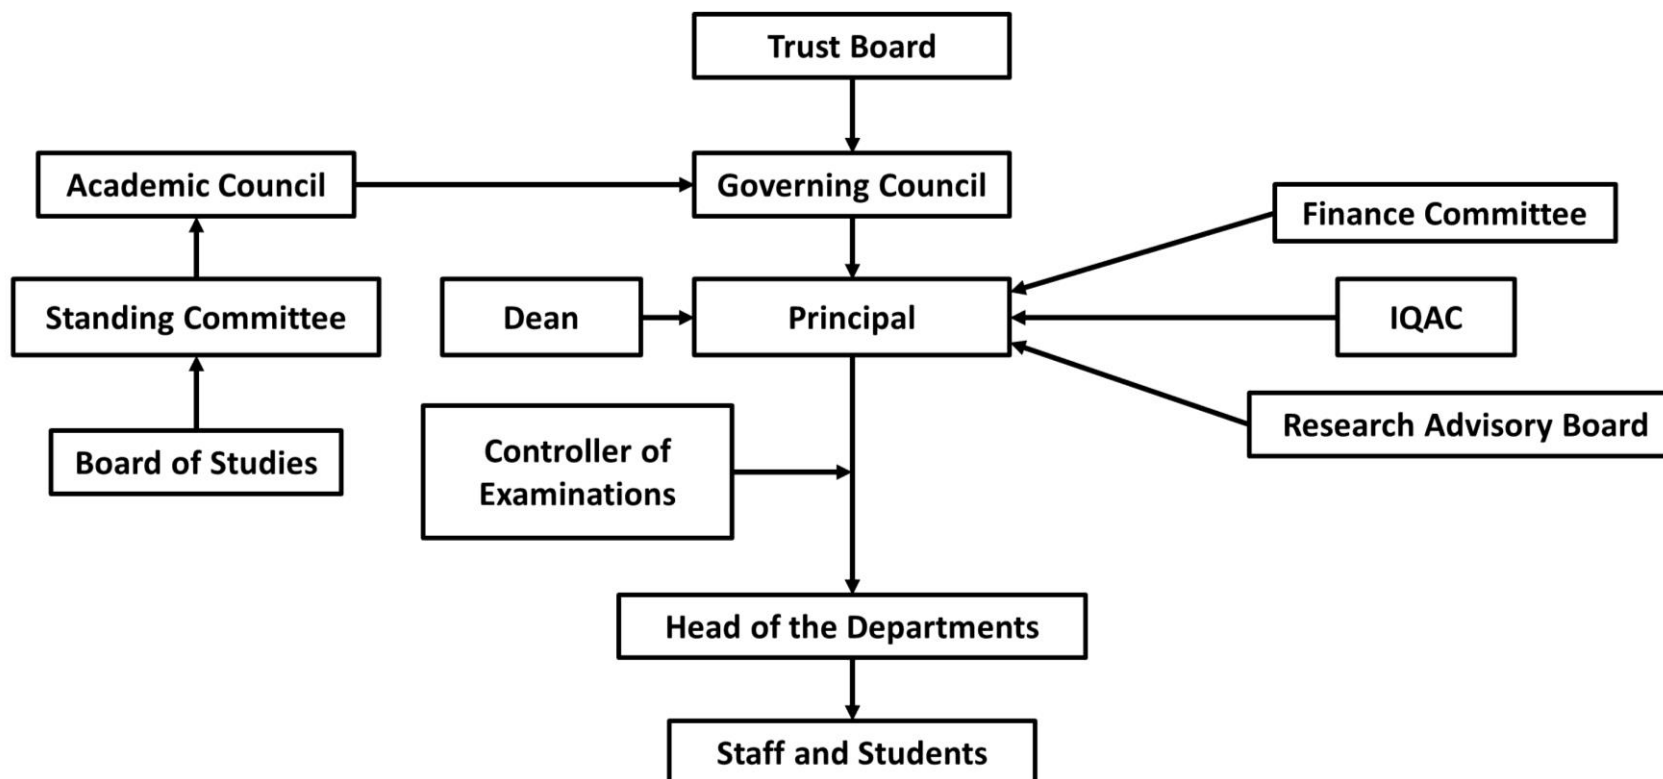 Trust Board
Academic Council
Governing Council
Finance Committee
Standing Committee
Dean
Principal
IQAC
Research Advisory Board
Board of Studies
Controller of
Examinations
Head of the Departments
Staff and Students